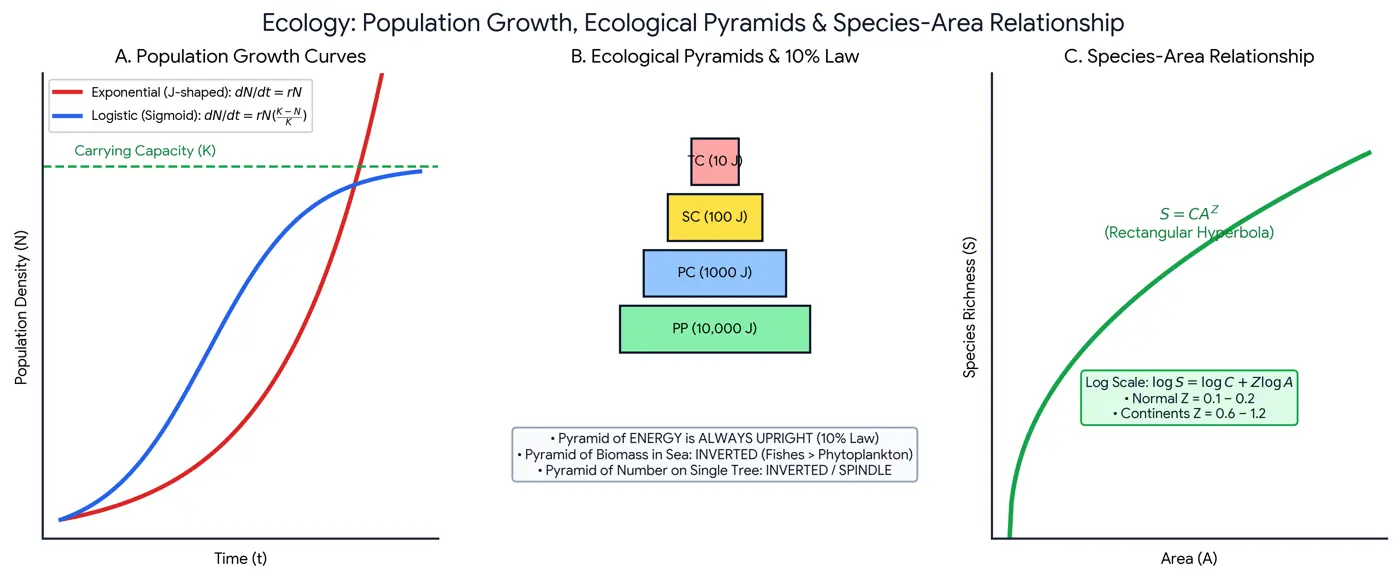 Ecology: Population Growth, Ecological Pyramids & Species-Area Relationship
A. Population Growth Curves
Exponential (J-shaped): dN/dt = rN
Logistic (Sigmoid): dN/dt = rN(\frac{K-N}{K})
Carrying Capacity (K)
Population Density (N)
Time (t)
B. Ecological Pyramids & 10% Law
TC (10 J)
SC (100 J)
PC (1000 J)
PP (10,000 J)
• Pyramid of ENERGY is ALWAYS UPRIGHT (10% Law)
• Pyramid of Biomass in Sea: INVERTED (Fishes > Phytoplankton)
• Pyramid of Number on Single Tree: INVERTED / SPINDLE
C. Species-Area Relationship
S = CA^Z
(Rectangular Hyperbola)
Log Scale: log S = log C + Z log A
• Normal Z = 0.1 – 0.2
• Continents Z = 0.6 – 1.2
Species Richness (S)
Area (A)